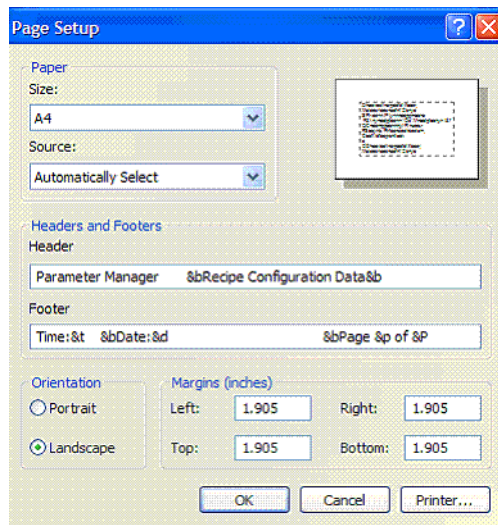 Page Setup
Paper
Size:
A4
Source:
Automatically Select
Headers and Footers
Header
Parameter Manager &bRecipe Configuration Data&b
Footer
Time:&t &bDate:&d &bPage &p of &P
Orientation
Portrait
Landscape
Margins (inches)
Left: 1.905 Right: 1.905
Top: 1.905 Bottom: 1.905
OK Cancel Printer...